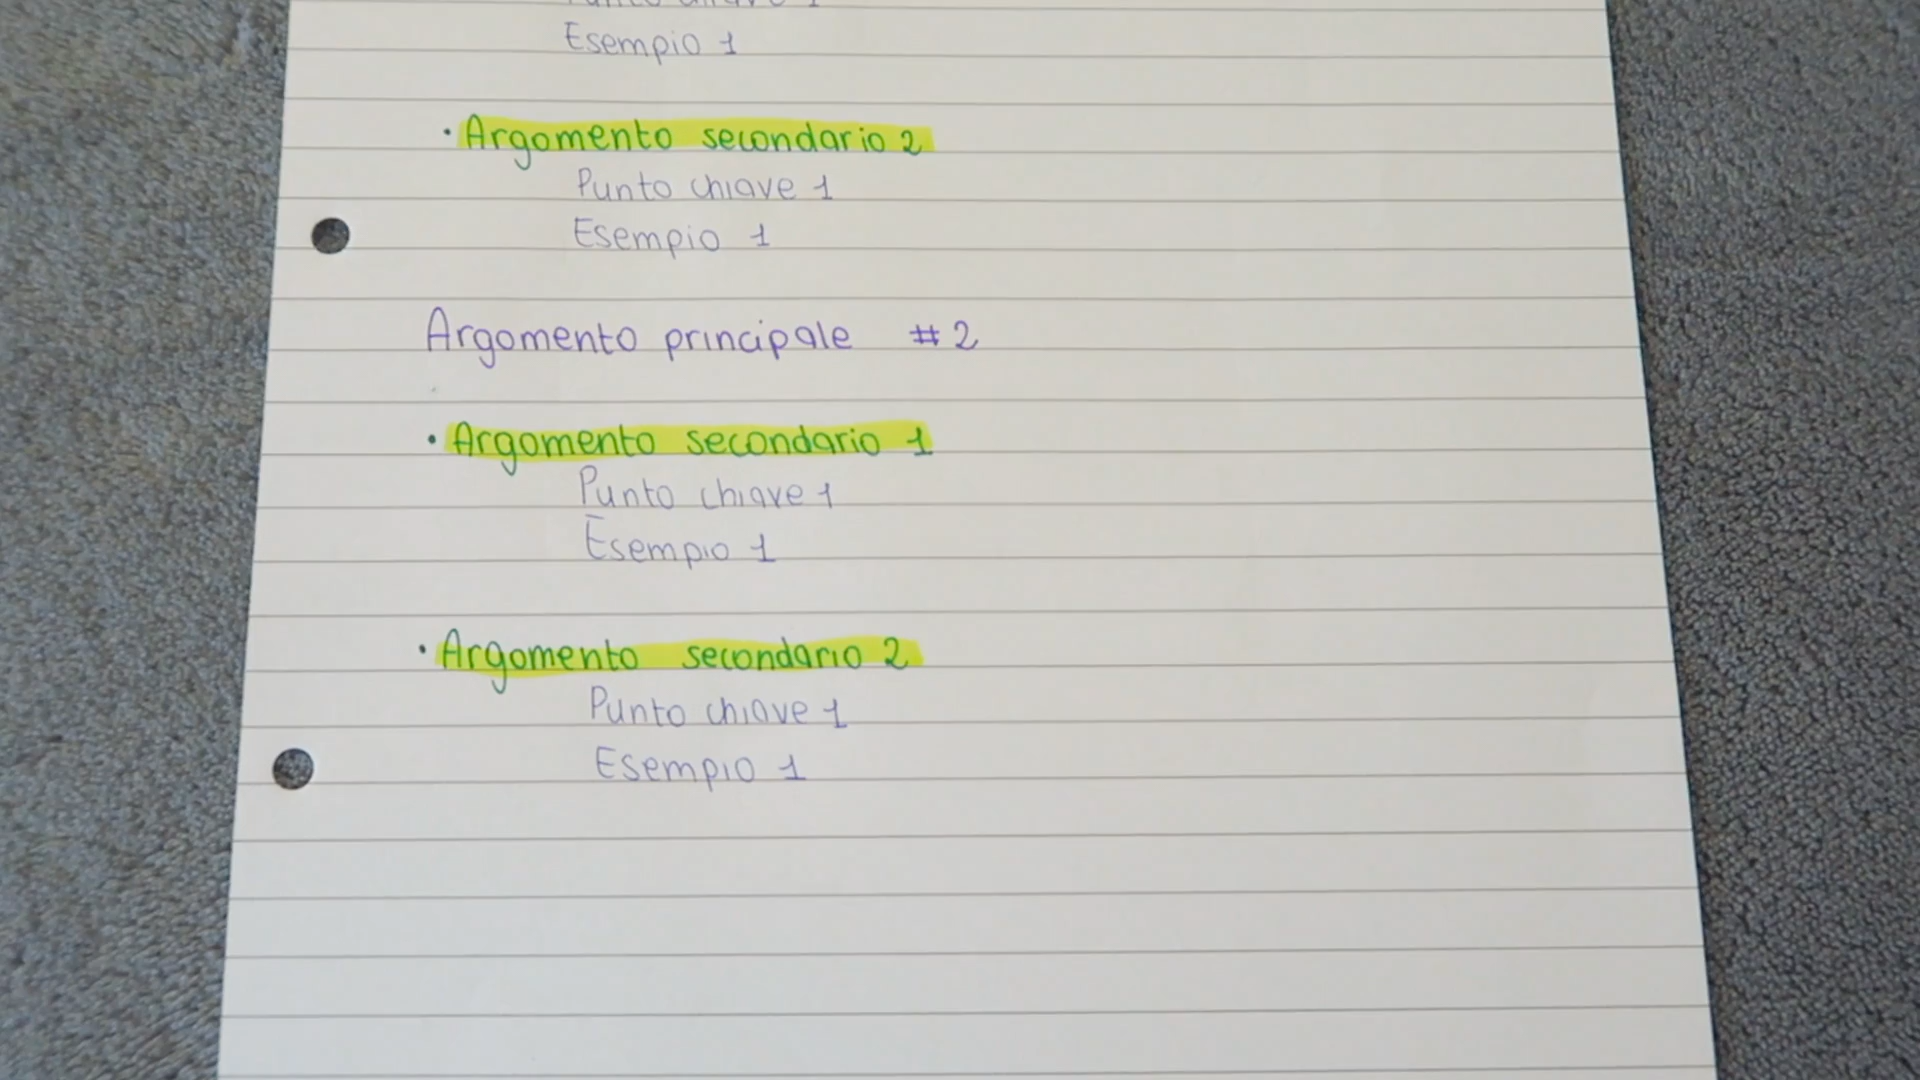 Esempio 1
· Argomento secondario 2
Punto chiave 1
Esempio 1
Argomento principale #2
· Argomento secondario 1
Punto chiave 1
Esempio 1
· Argomento secondario 2
Punto chiave 1
Esempio 1